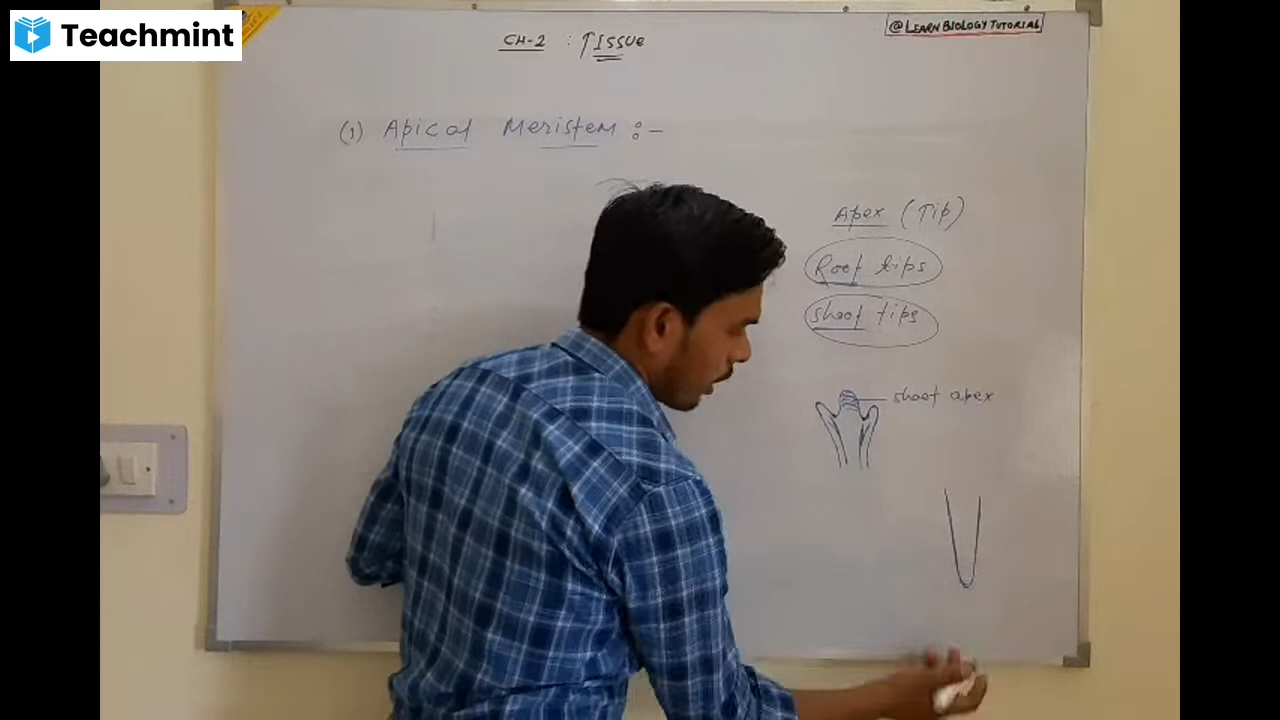 Teachmint
@LEARN BIOLOGY TUTORIAL
CH-2 : TISSUE
(1) Apical Meristem :-
Apex (Tip)
Root tips
Shoot tips
Shoot apex